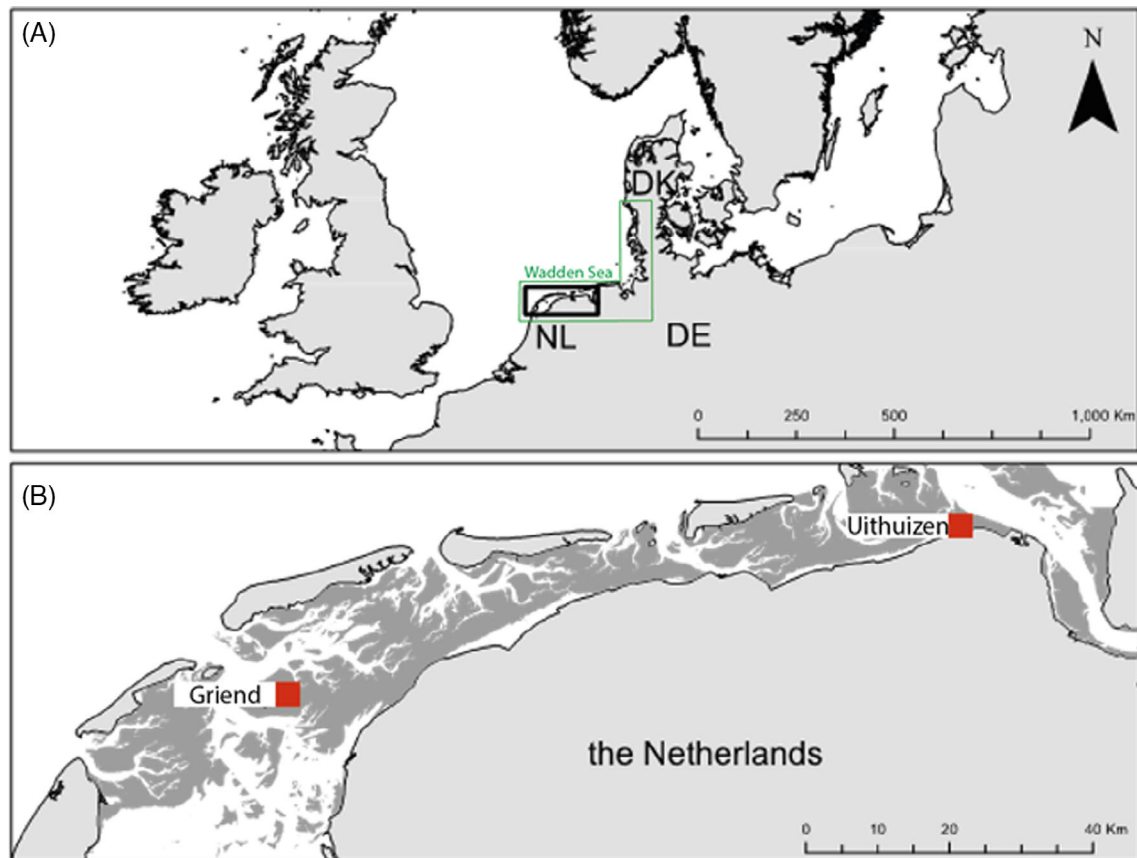 (A)
N
DK
Wadden Sea
NL
DE
0 250 500 1,000 Km
(B)
Uithuizen
Griend
the Netherlands
0 10 20 40 Km